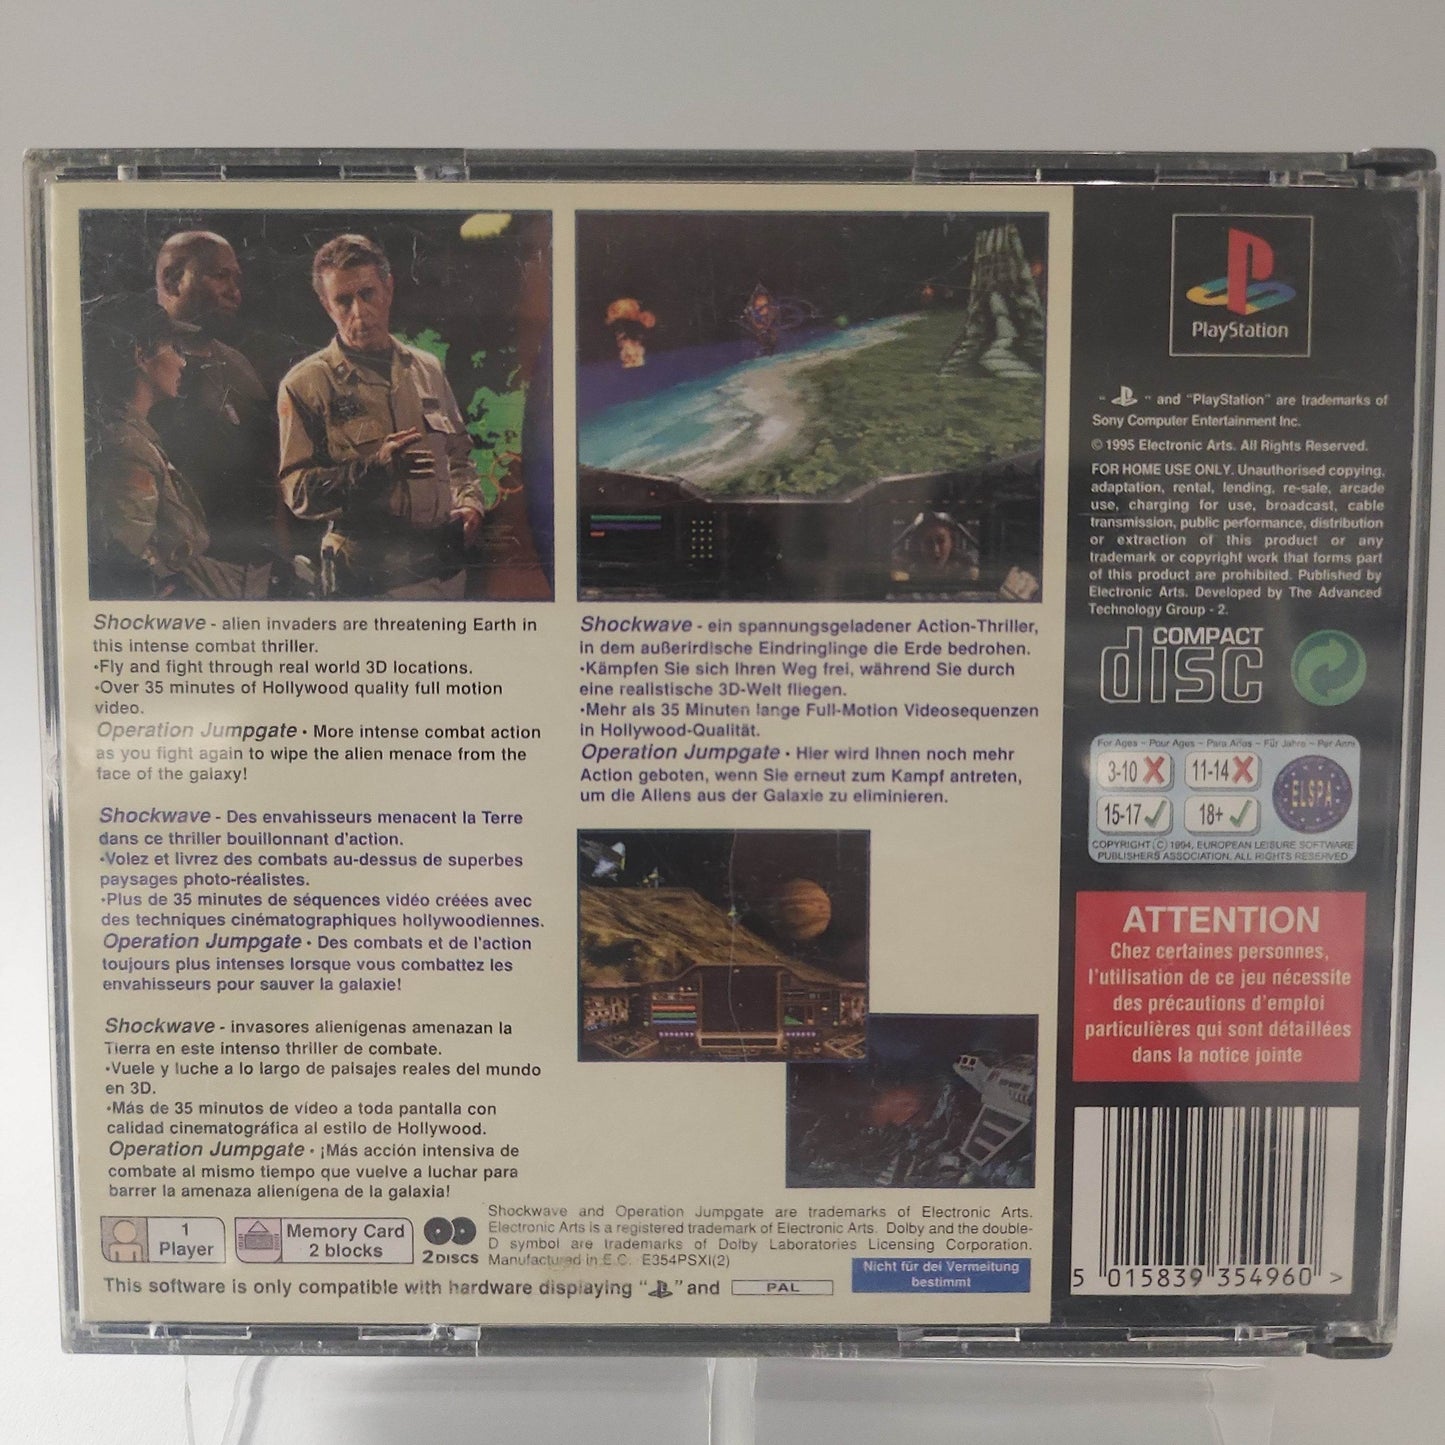 Shockwave - alien invaders are threatening Earth in
this intense combat thriller.
•Fly and fight through real world 3D locations.
•Over 35 minutes of Hollywood quality full motion
video.
Operation Jumpgate • More intense combat action
as you fight again to wipe the alien menace from the
face of the galaxy!
Shockwave - Des envahisseurs menacent la Terre
dans ce thriller bouillonnant d'action.
•Volez et livrez des combats au-dessus de superbes
paysages photo-réalistes.
•Plus de 35 minutes de séquences vidéo créées avec
des techniques cinématographiques hollywoodiennes.
Operation Jumpgate • Des combats et de l'action
toujours plus intenses lorsque vous combattez les
envahisseurs pour sauver la galaxie!
Shockwave - invasores alienígenas amenazan la
Tierra en este intenso thriller de combate.
•Vuele y luche a lo largo de paisajes reales del mundo
en 3D.
•Más de 35 minutos de vídeo a toda pantalla con
calidad cinematográfica al estilo de Hollywood.
Operation Jumpgate • ¡Más acción intensiva de
combate al mismo tiempo que vuelve a luchar para
barrer la amenaza alienígena de la galaxia!
Shockwave - ein spannungsgeladener Action-Thriller,
in dem außerirdische Eindringlinge die Erde bedrohen.
•Kämpfen Sie sich Ihren Weg frei, während Sie durch
eine realistische 3D-Welt fliegen.
•Mehr als 35 Minuten lange Full-Motion Videosequenzen
in Hollywood-Qualität.
Operation Jumpgate • Hier wird Ihnen noch mehr
Action geboten, wenn Sie erneut zum Kampf antreten,
um die Aliens aus der Galaxie zu eliminieren.
1
Player
Memory Card
2 blocks
2 DISCS
Shockwave and Operation Jumpgate are trademarks of Electronic Arts.
Electronic Arts is a registered trademark of Electronic Arts. Dolby and the double-
D symbol are trademarks of Dolby Laboratories Licensing Corporation.
Manufactured in E.C. E354PSXI(2)
Nicht für dei Vermeitung
bestimmt
This software is only compatible with hardware displaying " " and PAL
PlayStation
" " and "PlayStation" are trademarks of
Sony Computer Entertainment Inc.
© 1995 Electronic Arts. All Rights Reserved.
FOR HOME USE ONLY. Unauthorised copying,
adaptation, rental, lending, re-sale, arcade
use, charging for use, broadcast, cable
transmission, public performance, distribution
or extraction of this product or any
trademark or copyright work that forms part
of this product are prohibited. Published by
Electronic Arts. Developed by The Advanced
Technology Group - 2.
COMPACT
disc
For Ages – Pour Ages – Para Años – Für Jahre – Per Anni
3-10 11-14
15-17 18+
ELSPA
COPYRIGHT (C) 1994, EUROPEAN LEISURE SOFTWARE
PUBLISHERS ASSOCIATION. ALL RIGHTS RESERVED
ATTENTION
Chez certaines personnes,
l'utilisation de ce jeu nécessite
des précautions d'emploi
particulières qui sont détaillées
dans la notice jointe
5 015839 354960 >